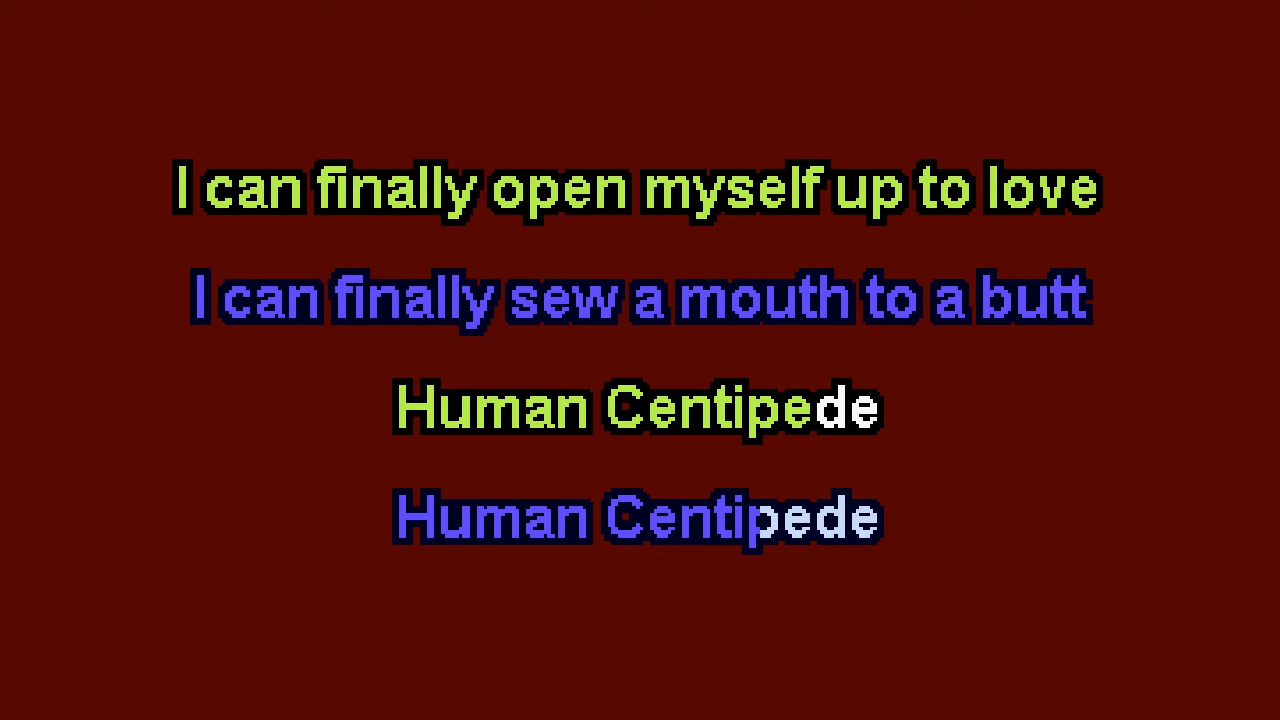 I can finally open myself up to love
I can finally sew a mouth to a butt
Human Centipede
Human Centipede